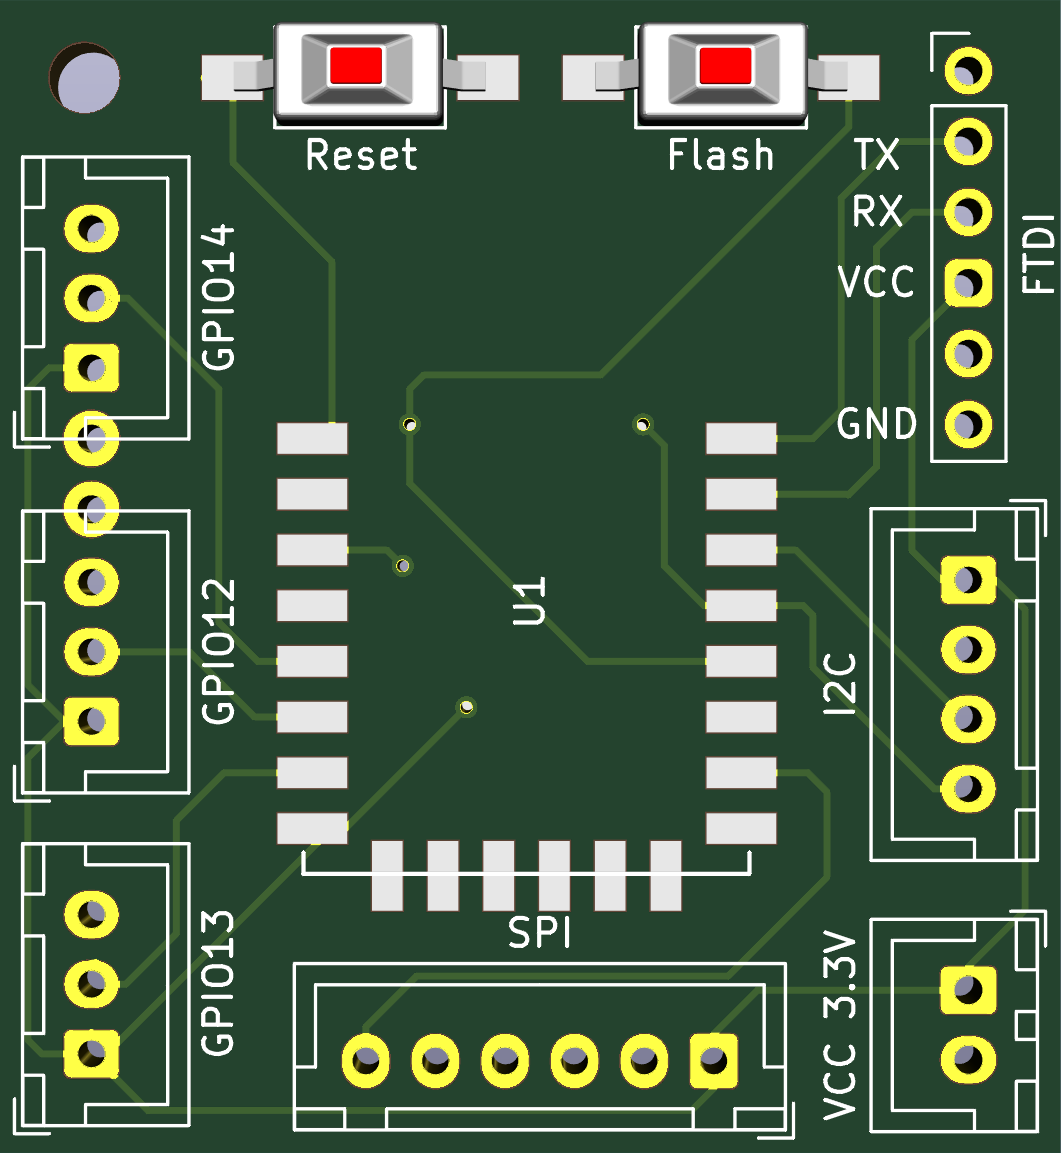 Reset
Flash
TX
RX
VCC
GND
FTDI
GPIO14
GPIO12
U1
I2C
GPIO13
SPI
VCC 3.3V